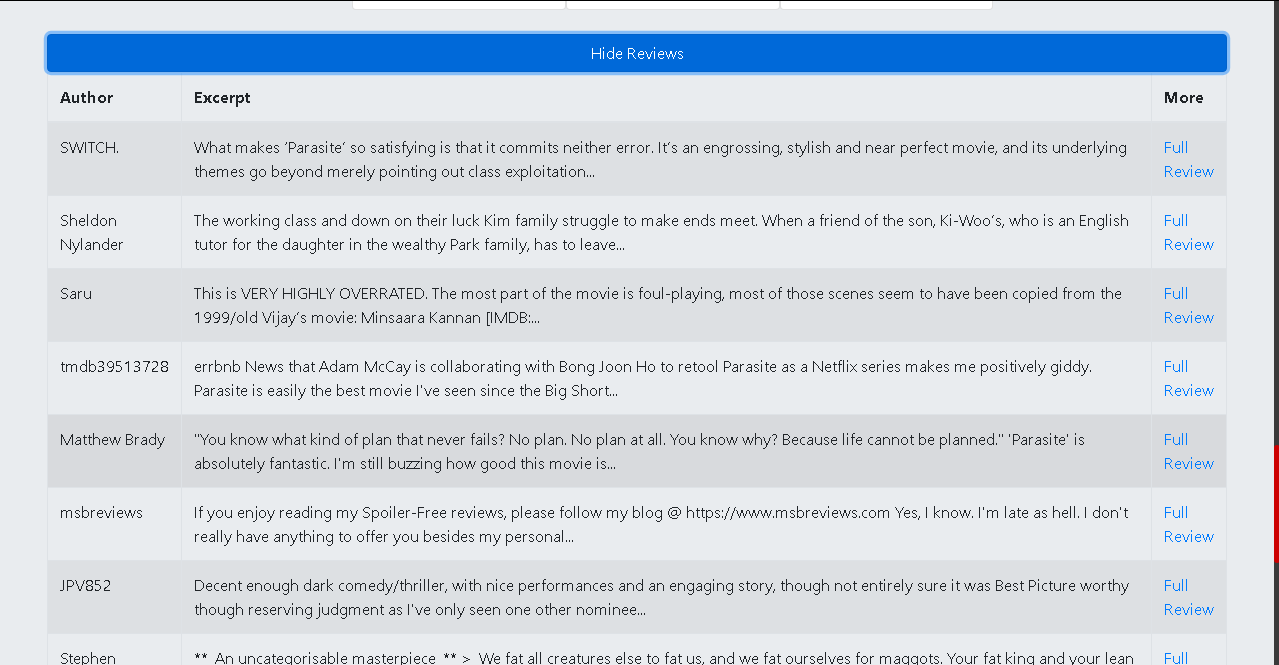 Hide Reviews
Author Excerpt More
SWITCH. What makes ‘Parasite’ so satisfying is that it commits neither error. It’s an engrossing, stylish and near perfect movie, and its underlying Full
themes go beyond merely pointing out class exploitation... Review
Sheldon The working class and down on their luck Kim family struggle to make ends meet. When a friend of the son, Ki-Woo’s, who is an English Full
Nylander tutor for the daughter in the wealthy Park family, has to leave... Review
Saru This is VERY HIGHLY OVERRATED. The most part of the movie is foul-playing, most of those scenes seem to have been copied from the Full
1999/old Vijay’s movie: Minsaara Kannan [IMDB:... Review
tmdb39513728 errbnb News that Adam McCay is collaborating with Bong Joon Ho to retool Parasite as a Netflix series makes me positively giddy. Full
Parasite is easily the best movie I've seen since the Big Short... Review
Matthew Brady "You know what kind of plan that never fails? No plan. No plan at all. You know why? Because life cannot be planned." 'Parasite' is Full
absolutely fantastic. I'm still buzzing how good this movie is... Review
msbreviews If you enjoy reading my Spoiler-Free reviews, please follow my blog @ https://www.msbreviews.com Yes, I know. I'm late as hell. I don't Full
really have anything to offer you besides my personal... Review
JPV852 Decent enough dark comedy/thriller, with nice performances and an engaging story, though not entirely sure it was Best Picture worthy Full
though reserving judgment as I've only seen one other nominee... Review
Stephen ** _An uncategorisable masterpiece_** > _We fat all creatures else to fat us, and we fat ourselves for maggots. Your fat king and your lean Full